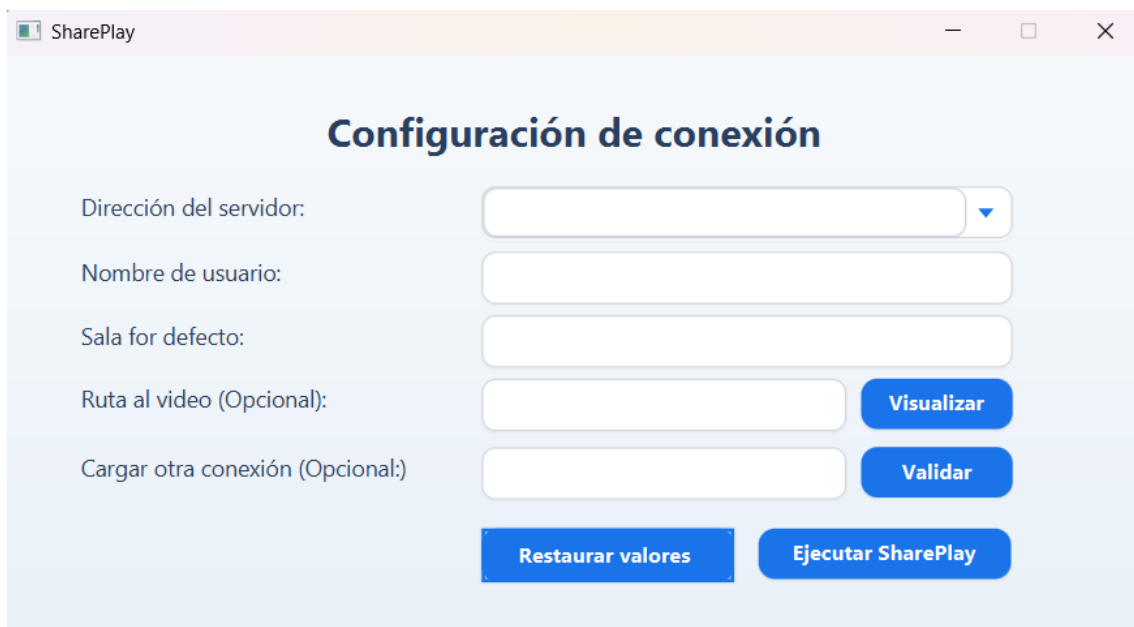 SharePlay
Configuración de conexión
Dirección del servidor:
Nombre de usuario:
Sala for defecto:
Ruta al video (Opcional):
Visualizar
Cargar otra conexión (Opcional:)
Validar
Restaurar valores
Ejecutar SharePlay